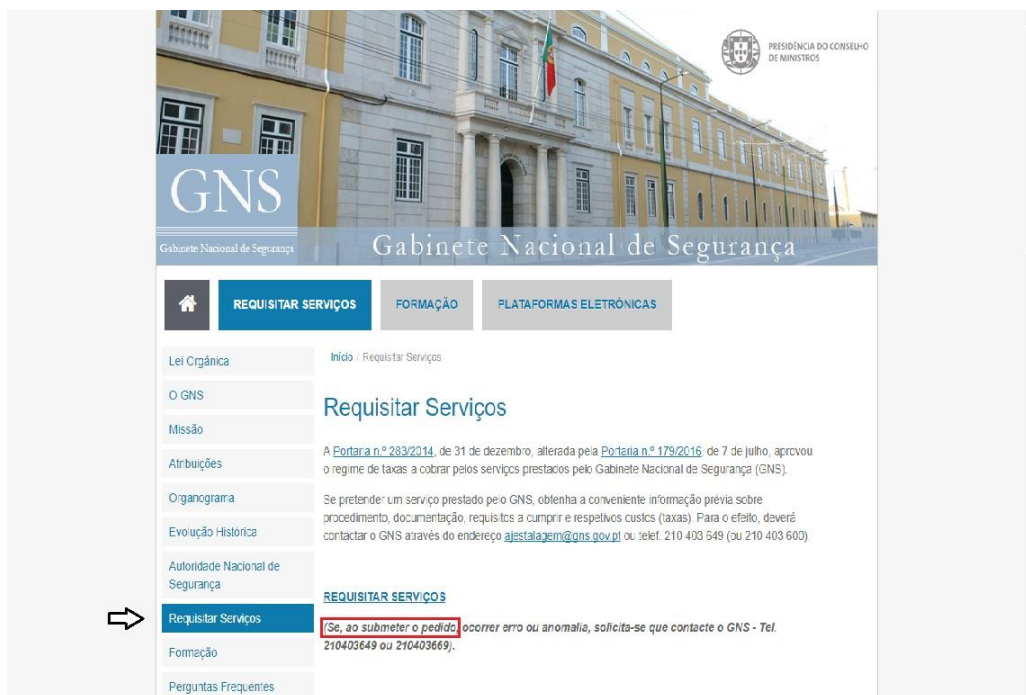 PRESIDÊNCIA DO CONSELHO
DE MINISTROS
GNS
Gabinete Nacional de Segurança
Gabinete Nacional de Segurança
REQUISITAR SERVIÇOS
FORMAÇÃO
PLATAFORMAS ELETRÓNICAS
Lei Orgânica
O GNS
Missão
Atribuições
Organograma
Evolução Histórica
Autoridade Nacional de
Segurança
Requisitar Serviços
Formação
Perguntas Frequentes
Início / Requisitar Serviços
Requisitar Serviços
A Portaria n.º 283/2014, de 31 de dezembro, alterada pela Portaria n.º 179/2016, de 7 de julho, aprovou
o regime de taxas a cobrar pelos serviços prestados pelo Gabinete Nacional de Segurança (GNS).
Se pretender um serviço prestado pelo GNS, obtenha a conveniente informação prévia sobre
procedimento, documentação, requisitos a cumprir e respetivos custos (taxas). Para o efeito, deverá
contactar o GNS através do endereço ajestalagem@gns.gov.pt ou telef. 210 403 649 (ou 210 403 600).
REQUISITAR SERVIÇOS
(Se, ao submeter o pedido, ocorrer erro ou anomalia, solicita-se que contacte o GNS - Tel.
210403649 ou 210403669).